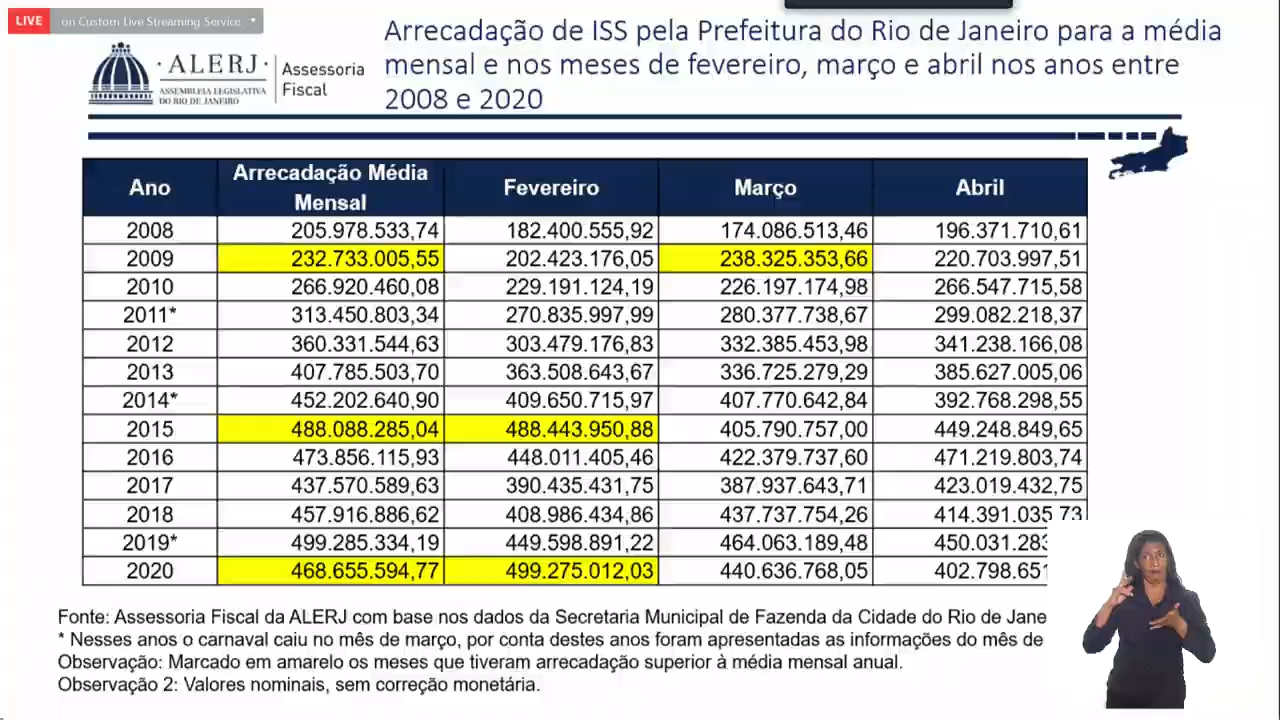 LIVE on Custom Live Streaming Service
ALERJ
ASSEMBLEIA LEGISLATIVA
DO RIO DE JANEIRO
Assessoria
Fiscal
Arrecadação de ISS pela Prefeitura do Rio de Janeiro para a média
mensal e nos meses de fevereiro, março e abril nos anos entre
2008 e 2020
Ano Arrecadação Média Mensal Fevereiro Março Abril
2008 205.978.533,74 182.400.555,92 174.086.513,46 196.371.710,61
2009 232.733.005,55 202.423.176,05 238.325.353,66 220.703.997,51
2010 266.920.460,08 229.191.124,19 226.197.174,98 266.547.715,58
2011* 313.450.803,34 270.835.997,99 280.377.738,67 299.082.218,37
2012 360.331.544,63 303.479.176,83 332.385.453,98 341.238.166,08
2013 407.785.503,70 363.508.643,67 336.725.279,29 385.627.005,06
2014* 452.202.640,90 409.650.715,97 407.770.642,84 392.768.298,55
2015 488.088.285,04 488.443.950,88 405.790.757,00 449.248.849,65
2016 473.856.115,93 448.011.405,46 422.379.737,60 471.219.803,74
2017 437.570.589,63 390.435.431,75 387.937.643,71 423.019.432,75
2018 457.916.886,62 408.986.434,86 437.737.754,26 414.391.035,73
2019* 499.285.334,19 449.598.891,22 464.063.189,48 450.031.283
2020 468.655.594,77 499.275.012,03 440.636.768,05 402.798.651
Fonte: Assessoria Fiscal da ALERJ com base nos dados da Secretaria Municipal de Fazenda da Cidade do Rio de Jane
* Nesses anos o carnaval caiu no mês de março, por conta destes anos foram apresentadas as informações do mês de
Observação: Marcado em amarelo os meses que tiveram arrecadação superior à média mensal anual.
Observação 2: Valores nominais, sem correção monetária.